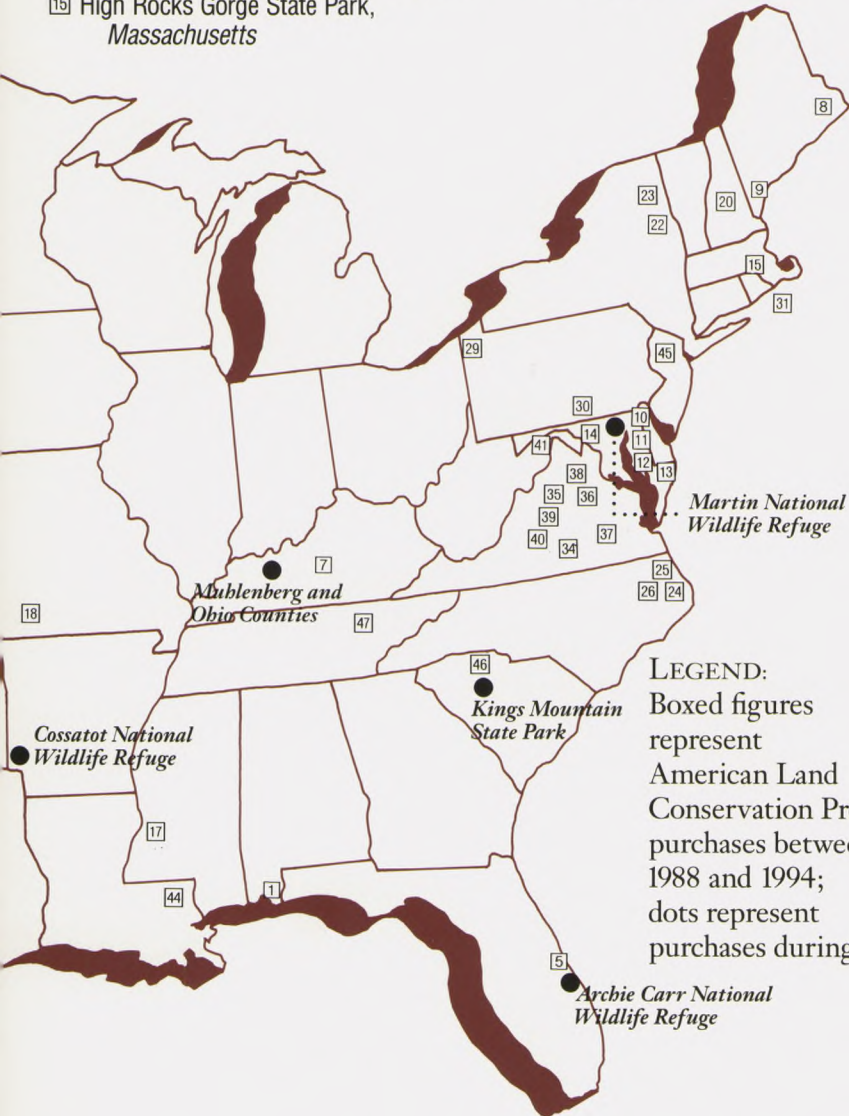 15 High Rocks Gorge State Park,
Massachusetts
8
23
20
9
22
15
31
29
45
30
10
14
11
41
12
13
38
35
36
Martin National
Wildlife Refuge
39
37
40
34
7
25
Muhlenberg and
Ohio Counties
26
24
18
47
46
Kings Mountain
State Park
LEGEND:
Boxed figures
represent
American Land
Conservation Pr
purchases betwee
1988 and 1994;
dots represent
purchases during
Cossatot National
Wildlife Refuge
17
44
1
5
Archie Carr National
Wildlife Refuge